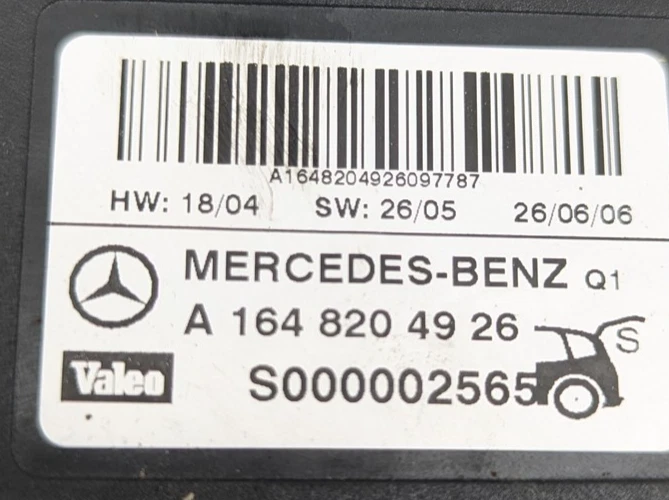 A1648204926097787
HW: 18/04 SW: 26/05 26/06/06
MERCEDES-BENZ Q1
A 164 820 49 26
S
Valeo S000002565